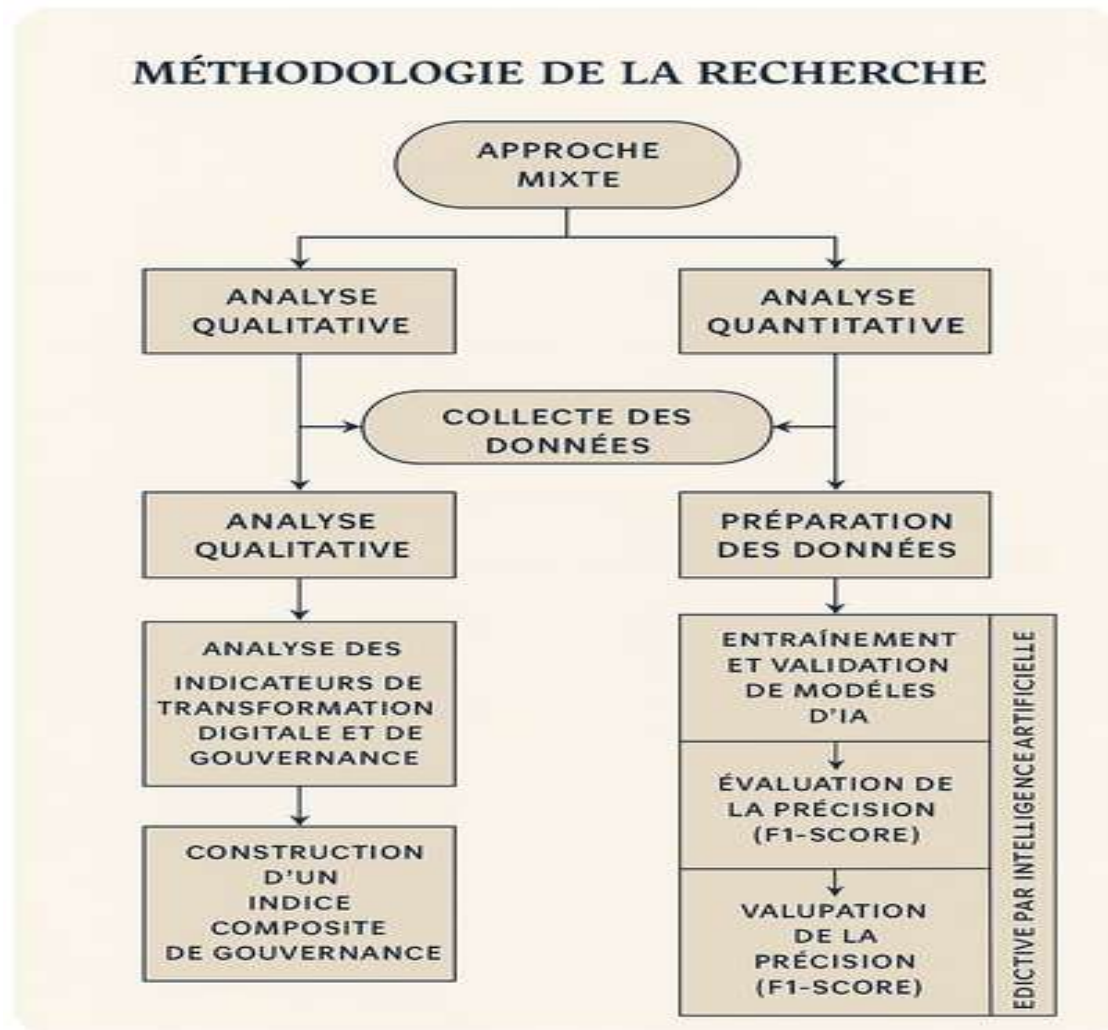 MÉTHODOLOGIE DE LA RECHERCHE
APPROCHE
MIXTE
ANALYSE
QUALITATIVE
ANALYSE
QUANTITATIVE
COLLECTE DES
DONNÉES
ANALYSE
QUALITATIVE
PRÉPARATION
DES DONNÉES
ANALYSE DES
INDICATEURS DE
TRANSFORMATION
DIGITALE ET DE
GOUVERNANCE
CONSTRUCTION
D'UN
INDICE
COMPOSITE
DE GOUVERNANCE
ENTRAÎNEMENT
ET VALIDATION
DE MODÉLES
D'IA
ÉVALUATION DE
LA PRÉCISION
(F1-SCORE)
VALUPATION
DE LA
PRÉCISION
(F1-SCORE)
EDICTIVE PAR INTELLIGENCE ARTIFICIELLE